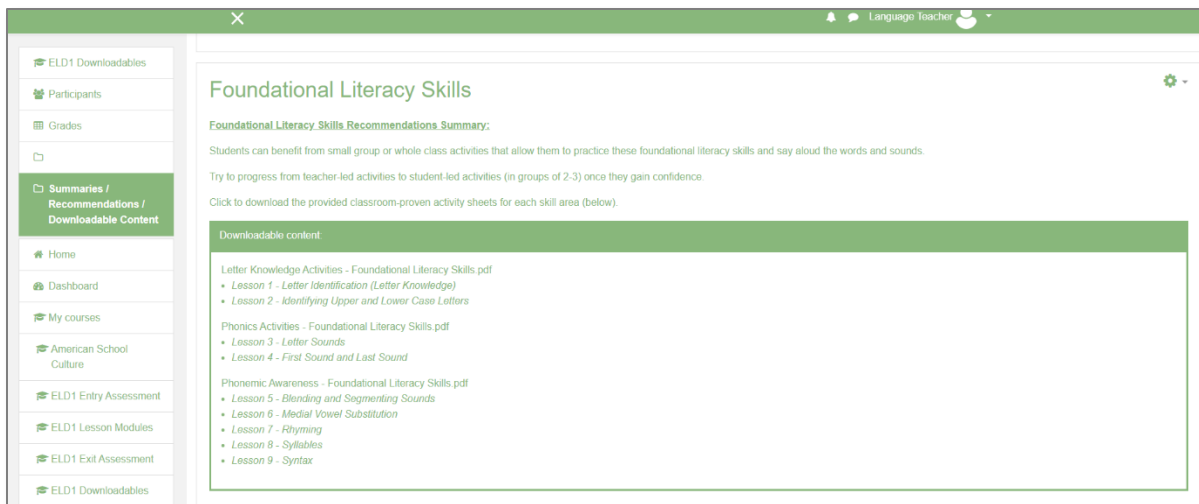 Language Teacher
ELD1 Downloadables
Participants
Grades
Summaries /
Recommendations /
Downloadable Content
Home
Dashboard
My courses
American School
Culture
ELD1 Entry Assessment
ELD1 Lesson Modules
ELD1 Exit Assessment
ELD1 Downloadables
Foundational Literacy Skills
Foundational Literacy Skills Recommendations Summary:
Students can benefit from small group or whole class activities that allow them to practice these foundational literacy skills and say aloud the words and sounds.
Try to progress from teacher-led activities to student-led activities (in groups of 2-3) once they gain confidence.
Click to download the provided classroom-proven activity sheets for each skill area (below).
Downloadable content:
Letter Knowledge Activities - Foundational Literacy Skills.pdf
• Lesson 1 - Letter Identification (Letter Knowledge)
• Lesson 2 - Identifying Upper and Lower Case Letters
Phonics Activities - Foundational Literacy Skills.pdf
• Lesson 3 - Letter Sounds
• Lesson 4 - First Sound and Last Sound
Phonemic Awareness - Foundational Literacy Skills.pdf
• Lesson 5 - Blending and Segmenting Sounds
• Lesson 6 - Medial Vowel Substitution
• Lesson 7 - Rhyming
• Lesson 8 - Syllables
• Lesson 9 - Syntax